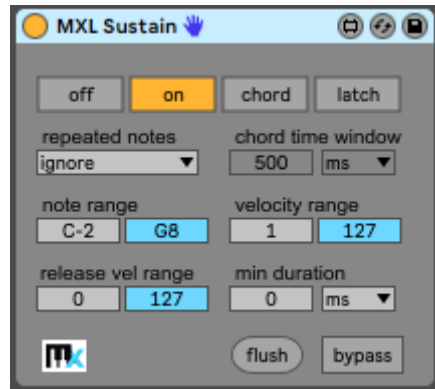 MXL Sustain
off on chord latch
repeated notes chord time window
ignore 500 ms
note range velocity range
C-2 G8 1 127
release vel range min duration
0 127 0 ms
mx flush bypass